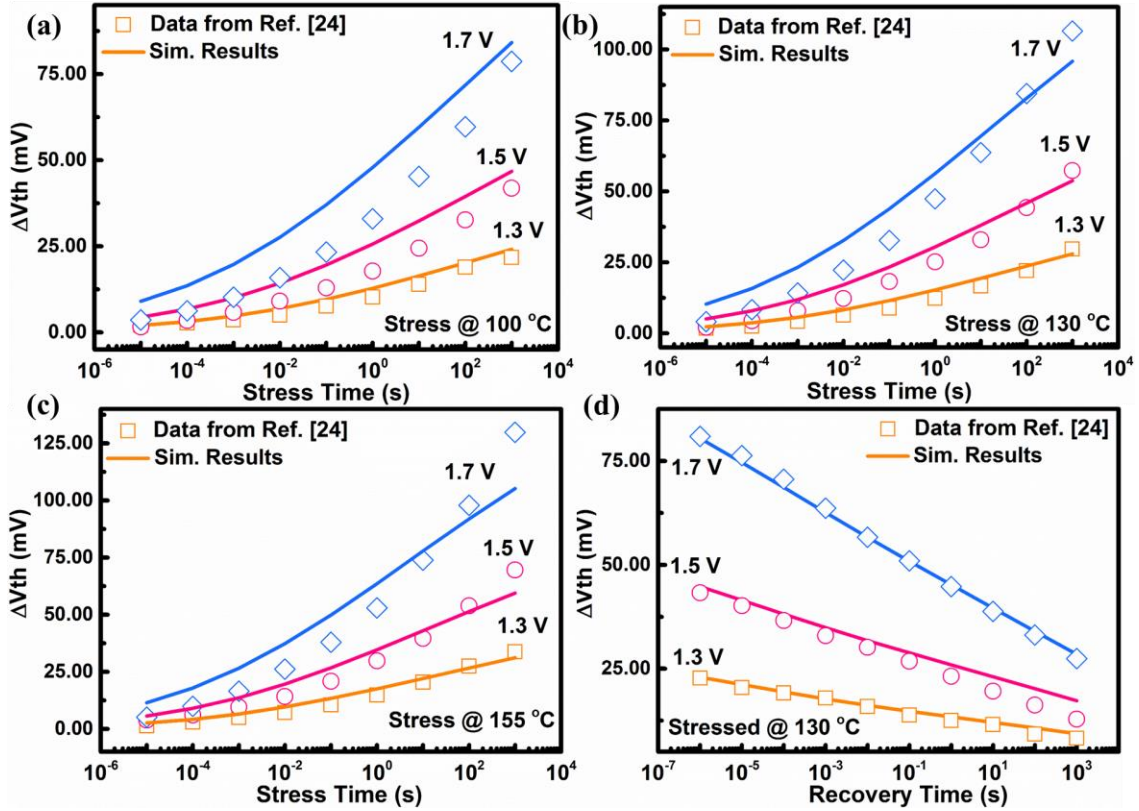 (a)
Data from Ref. [24]
Sim. Results
1.7 V
1.5 V
1.3 V
Stress @ 100 °C
75.00
50.00
25.00
0.00
ΔVth (mV)
10⁻⁶ 10⁻⁴ 10⁻² 10⁰ 10² 10⁴
Stress Time (s)
(b)
Data from Ref. [24]
Sim. Results
1.7 V
1.5 V
1.3 V
Stress @ 130 °C
100.00
75.00
50.00
25.00
0.00
ΔVth (mV)
10⁻⁶ 10⁻⁴ 10⁻² 10⁰ 10² 10⁴
Stress Time (s)
(c)
Data from Ref. [24]
Sim. Results
1.7 V
1.5 V
1.3 V
Stress @ 155 °C
125.00
100.00
75.00
50.00
25.00
0.00
ΔVth (mV)
10⁻⁶ 10⁻⁴ 10⁻² 10⁰ 10² 10⁴
Stress Time (s)
(d)
Data from Ref. [24]
Sim. Results
1.7 V
1.5 V
1.3 V
Stressed @ 130 °C
75.00
50.00
25.00
ΔVth (mV)
10⁻⁷ 10⁻⁵ 10⁻³ 10⁻¹ 10¹ 10³
Recovery Time (s)